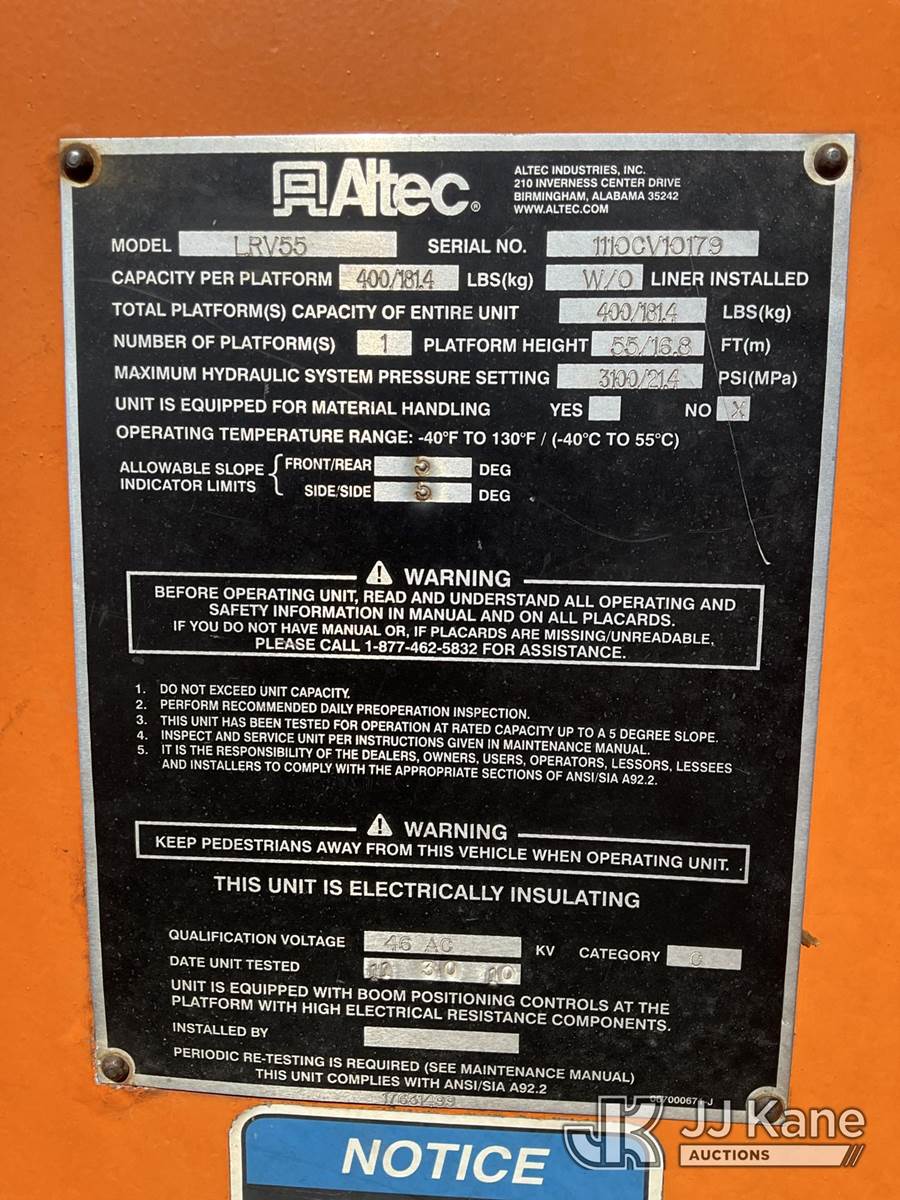 Altec®
ALTEC INDUSTRIES, INC.
210 INVERNESS CENTER DRIVE
BIRMINGHAM, ALABAMA 35242
WWW.ALTEC.COM
MODEL LRV55 SERIAL NO. 1110CV10179
CAPACITY PER PLATFORM 400/181.4 LBS(kg) W/O LINER INSTALLED
TOTAL PLATFORM(S) CAPACITY OF ENTIRE UNIT 400/181.4 LBS(kg)
NUMBER OF PLATFORM(S) 1 PLATFORM HEIGHT 55/16.8 FT(m)
MAXIMUM HYDRAULIC SYSTEM PRESSURE SETTING 3100/21.4 PSI(MPa)
UNIT IS EQUIPPED FOR MATERIAL HANDLING YES NO X
OPERATING TEMPERATURE RANGE: -40°F TO 130°F / (-40°C TO 55°C)
ALLOWABLE SLOPE INDICATOR LIMITS
FRONT/REAR 5 DEG
SIDE/SIDE 5 DEG
WARNING
BEFORE OPERATING UNIT, READ AND UNDERSTAND ALL OPERATING AND
SAFETY INFORMATION IN MANUAL AND ON ALL PLACARDS.
IF YOU DO NOT HAVE MANUAL OR, IF PLACARDS ARE MISSING/UNREADABLE,
PLEASE CALL 1-877-462-5832 FOR ASSISTANCE.
1. DO NOT EXCEED UNIT CAPACITY.
2. PERFORM RECOMMENDED DAILY PREOPERATION INSPECTION.
3. THIS UNIT HAS BEEN TESTED FOR OPERATION AT RATED CAPACITY UP TO A 5 DEGREE SLOPE.
4. INSPECT AND SERVICE UNIT PER INSTRUCTIONS GIVEN IN MAINTENANCE MANUAL.
5. IT IS THE RESPONSIBILITY OF THE DEALERS, OWNERS, USERS, OPERATORS, LESSORS, LESSEES
AND INSTALLERS TO COMPLY WITH THE APPROPRIATE SECTIONS OF ANSI/SIA A92.2.
WARNING
KEEP PEDESTRIANS AWAY FROM THIS VEHICLE WHEN OPERATING UNIT.
THIS UNIT IS ELECTRICALLY INSULATING
QUALIFICATION VOLTAGE 46 AC KV CATEGORY C
DATE UNIT TESTED 10 30 10
UNIT IS EQUIPPED WITH BOOM POSITIONING CONTROLS AT THE
PLATFORM WITH HIGH ELECTRICAL RESISTANCE COMPONENTS.
INSTALLED BY
PERIODIC RE-TESTING IS REQUIRED (SEE MAINTENANCE MANUAL)
THIS UNIT COMPLIES WITH ANSI/SIA A92.2
NOTICE
JK JJ Kane
AUCTIONS